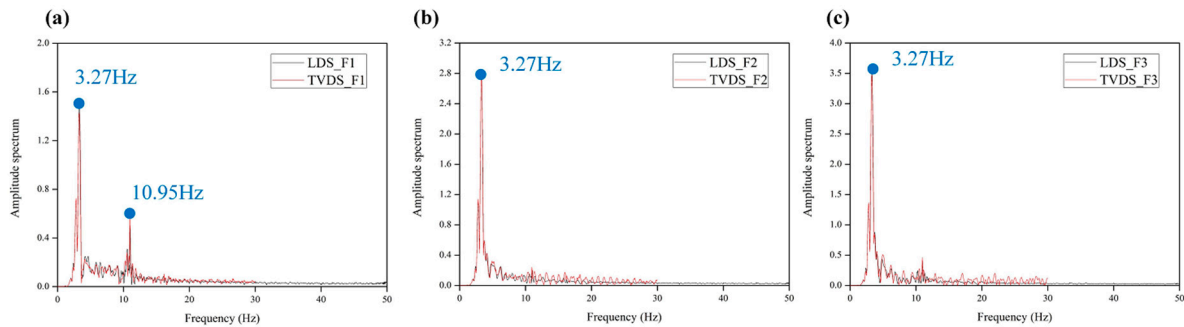 (a)
2.0
1.6
1.2
0.8
0.4
0.0
Amplitude spectrum
3.27Hz
10.95Hz
LDS_F1
TVDS_F1
0 10 20 30 40 50
Frequency (Hz)
(b)
3.2
2.8
2.4
2.0
1.6
1.2
0.8
0.4
0.0
Amplitude spectrum
3.27Hz
LDS_F2
TVDS_F2
0 10 20 30 40 50
Frequency (Hz)
(c)
4.0
3.5
3.0
2.5
2.0
1.5
1.0
0.5
0.0
Amplitude spectrum
3.27Hz
LDS_F3
TVDS_F3
0 10 20 30 40 50
Frequency (Hz)